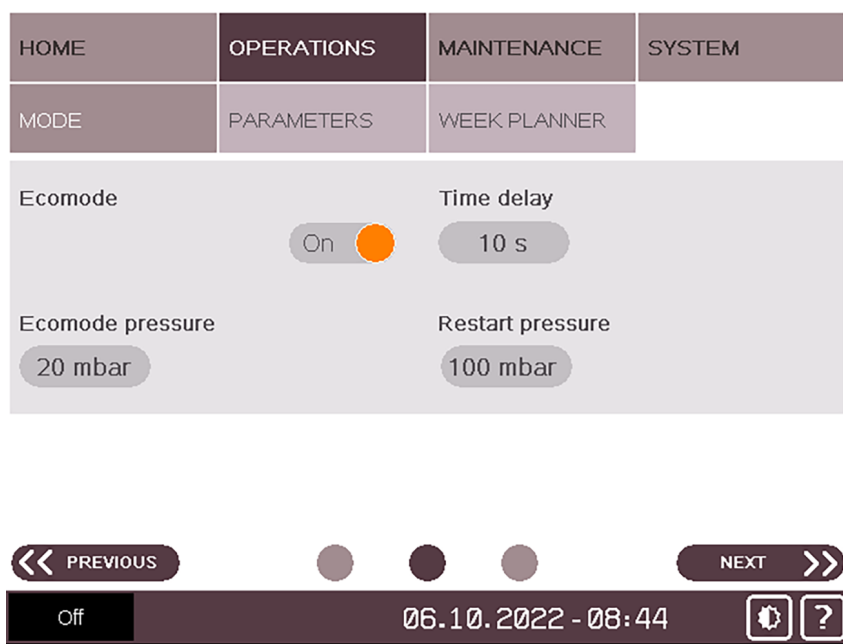 HOME OPERATIONS MAINTENANCE SYSTEM
MODE PARAMETERS WEEK PLANNER
Ecomode Time delay
On 10 s
Ecomode pressure Restart pressure
20 mbar 100 mbar
PREVIOUS NEXT
Off 06.10.2022 - 08:44 ?